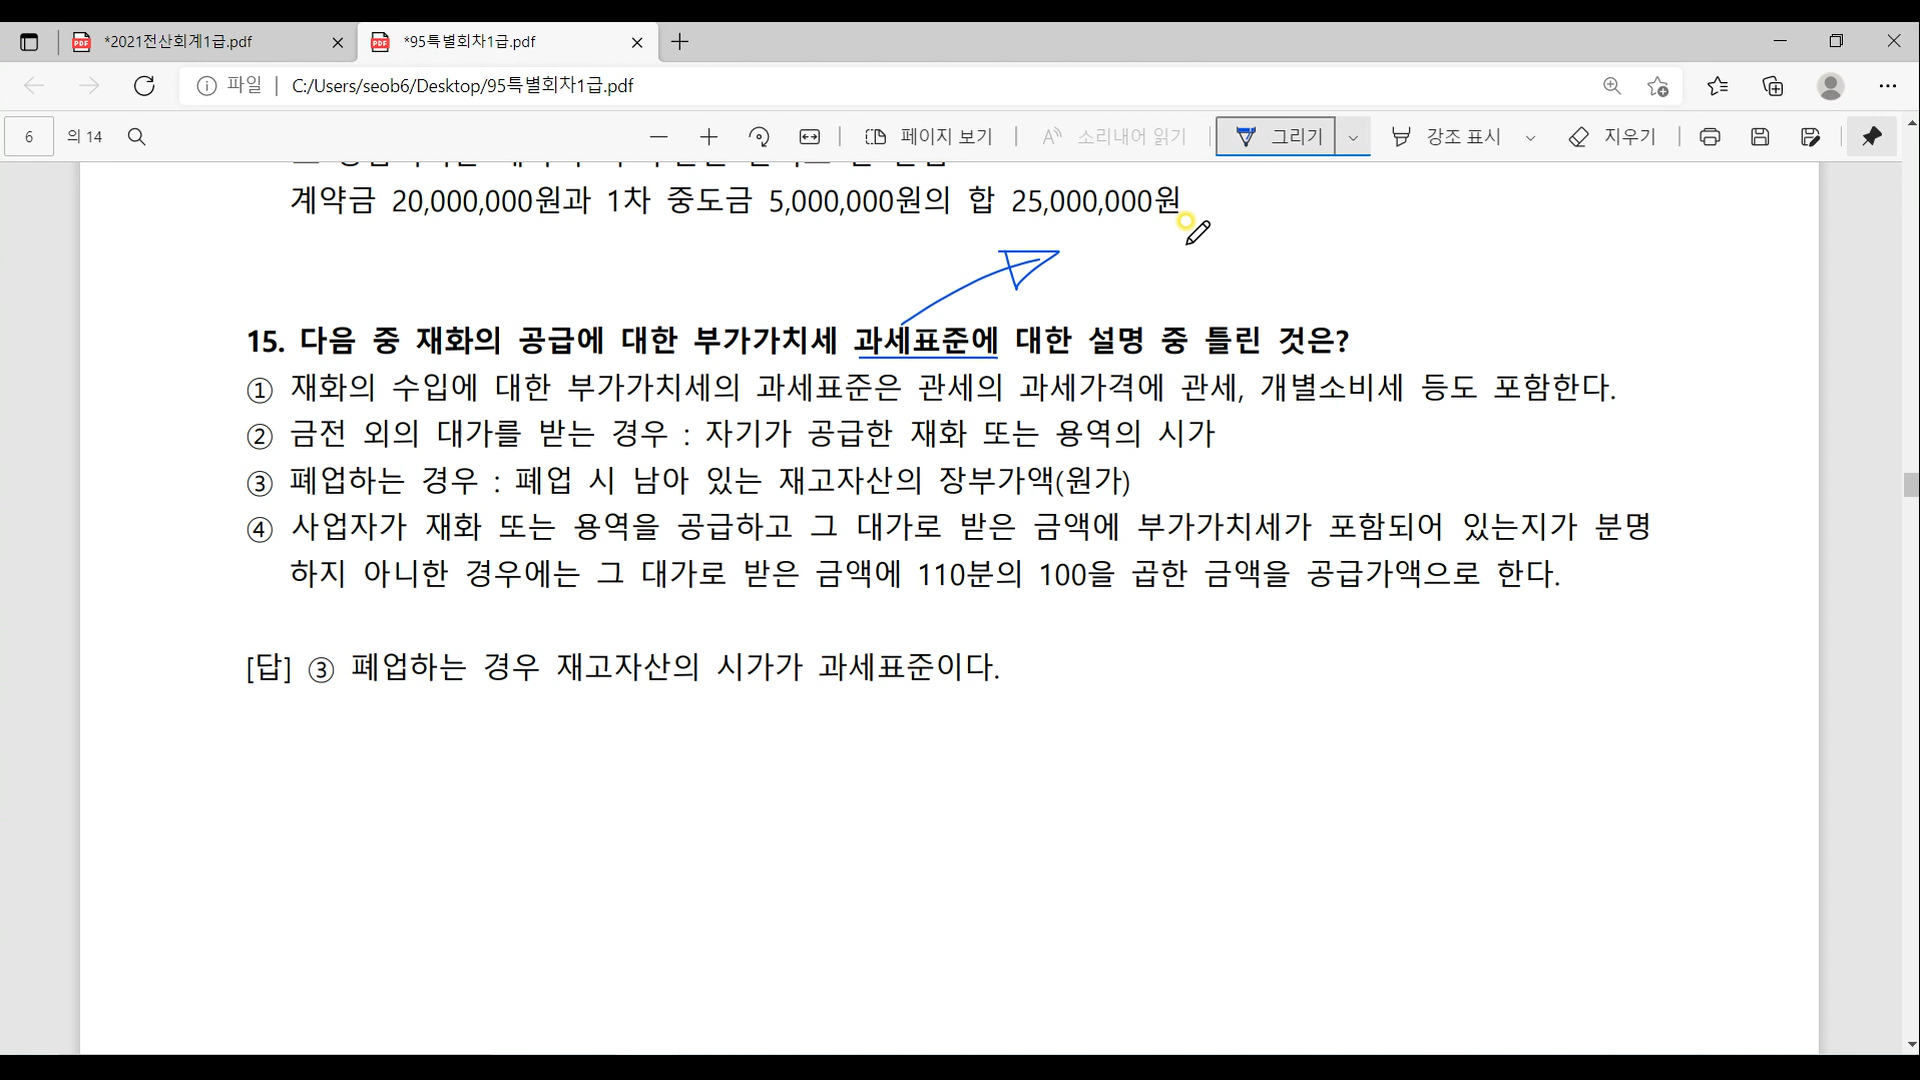 *2021전산회계1급.pdf
*95특별회차1급.pdf
파일 C:/Users/seob6/Desktop/95특별회차1급.pdf
6 의 14 페이지 보기 소리내어 읽기 그리기 강조 표시 지우기
계약금 20,000,000원과 1차 중도금 5,000,000원의 합 25,000,000원
15. 다음 중 재화의 공급에 대한 부가가치세 과세표준에 대한 설명 중 틀린 것은?
① 재화의 수입에 대한 부가가치세의 과세표준은 관세의 과세가격에 관세, 개별소비세 등도 포함한다.
② 금전 외의 대가를 받는 경우 : 자기가 공급한 재화 또는 용역의 시가
③ 폐업하는 경우 : 폐업 시 남아 있는 재고자산의 장부가액(원가)
④ 사업자가 재화 또는 용역을 공급하고 그 대가로 받은 금액에 부가가치세가 포함되어 있는지가 분명
하지 아니한 경우에는 그 대가로 받은 금액에 110분의 100을 곱한 금액을 공급가액으로 한다.
[답] ③ 폐업하는 경우 재고자산의 시가가 과세표준이다.